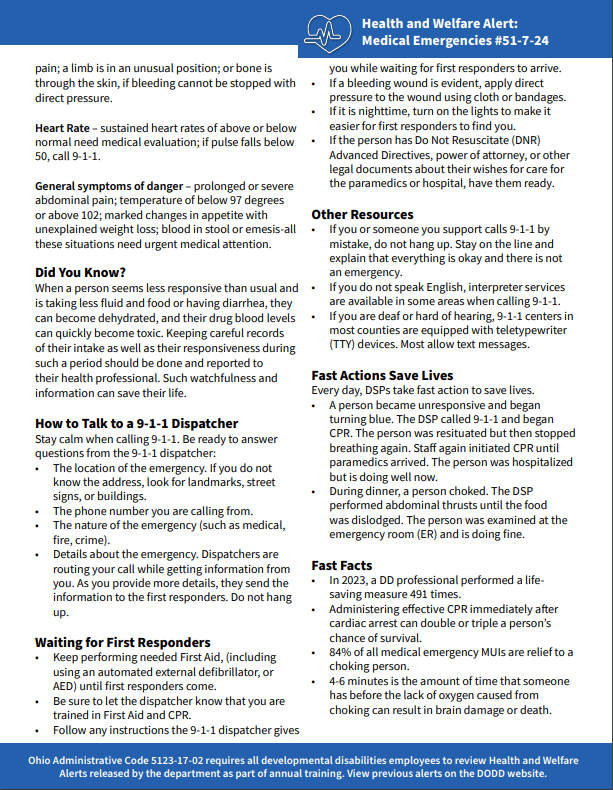 Health and Welfare Alert:
Medical Emergencies #51-7-24
pain; a limb is in an unusual position; or bone is
through the skin, if bleeding cannot be stopped with
direct pressure.
Heart Rate – sustained heart rates of above or below
normal need medical evaluation; if pulse falls below
50, call 9-1-1.
General symptoms of danger – prolonged or severe
abdominal pain; temperature of below 97 degrees
or above 102; marked changes in appetite with
unexplained weight loss; blood in stool or emesis-all
these situations need urgent medical attention.
Did You Know?
When a person seems less responsive than usual and
is taking less fluid and food or having diarrhea, they
can become dehydrated, and their drug blood levels
can quickly become toxic. Keeping careful records
of their intake as well as their responsiveness during
such a period should be done and reported to
their health professional. Such watchfulness and
information can save their life.
How to Talk to a 9-1-1 Dispatcher
Stay calm when calling 9-1-1. Be ready to answer
questions from the 9-1-1 dispatcher:
• The location of the emergency. If you do not
know the address, look for landmarks, street
signs, or buildings.
• The phone number you are calling from.
• The nature of the emergency (such as medical,
fire, crime).
• Details about the emergency. Dispatchers are
routing your call while getting information from
you. As you provide more details, they send the
information to the first responders. Do not hang
up.
Waiting for First Responders
• Keep performing needed First Aid, (including
using an automated external defibrillator, or
AED) until first responders come.
• Be sure to let the dispatcher know that you are
trained in First Aid and CPR.
• Follow any instructions the 9-1-1 dispatcher gives
you while waiting for first responders to arrive.
• If a bleeding wound is evident, apply direct
pressure to the wound using cloth or bandages.
• If it is nighttime, turn on the lights to make it
easier for first responders to find you.
• If the person has Do Not Resuscitate (DNR)
Advanced Directives, power of attorney, or other
legal documents about their wishes for care for
the paramedics or hospital, have them ready.
Other Resources
• If you or someone you support calls 9-1-1 by
mistake, do not hang up. Stay on the line and
explain that everything is okay and there is not
an emergency.
• If you do not speak English, interpreter services
are available in some areas when calling 9-1-1.
• If you are deaf or hard of hearing, 9-1-1 centers in
most counties are equipped with teletypewriter
(TTY) devices. Most allow text messages.
Fast Actions Save Lives
Every day, DSPs take fast action to save lives.
• A person became unresponsive and began
turning blue. The DSP called 9-1-1 and began
CPR. The person was resituated but then stopped
breathing again. Staff again initiated CPR until
paramedics arrived. The person was hospitalized
but is doing well now.
• During dinner, a person choked. The DSP
performed abdominal thrusts until the food
was dislodged. The person was examined at the
emergency room (ER) and is doing fine.
Fast Facts
• In 2023, a DD professional performed a life-
saving measure 491 times.
• Administering effective CPR immediately after
cardiac arrest can double or triple a person's
chance of survival.
• 84% of all medical emergency MUIs are relief to a
choking person.
• 4-6 minutes is the amount of time that someone
has before the lack of oxygen caused from
choking can result in brain damage or death.
Ohio Administrative Code 5123-17-02 requires all developmental disabilities employees to review Health and Welfare
Alerts released by the department as part of annual training. View previous alerts on the DODD website.